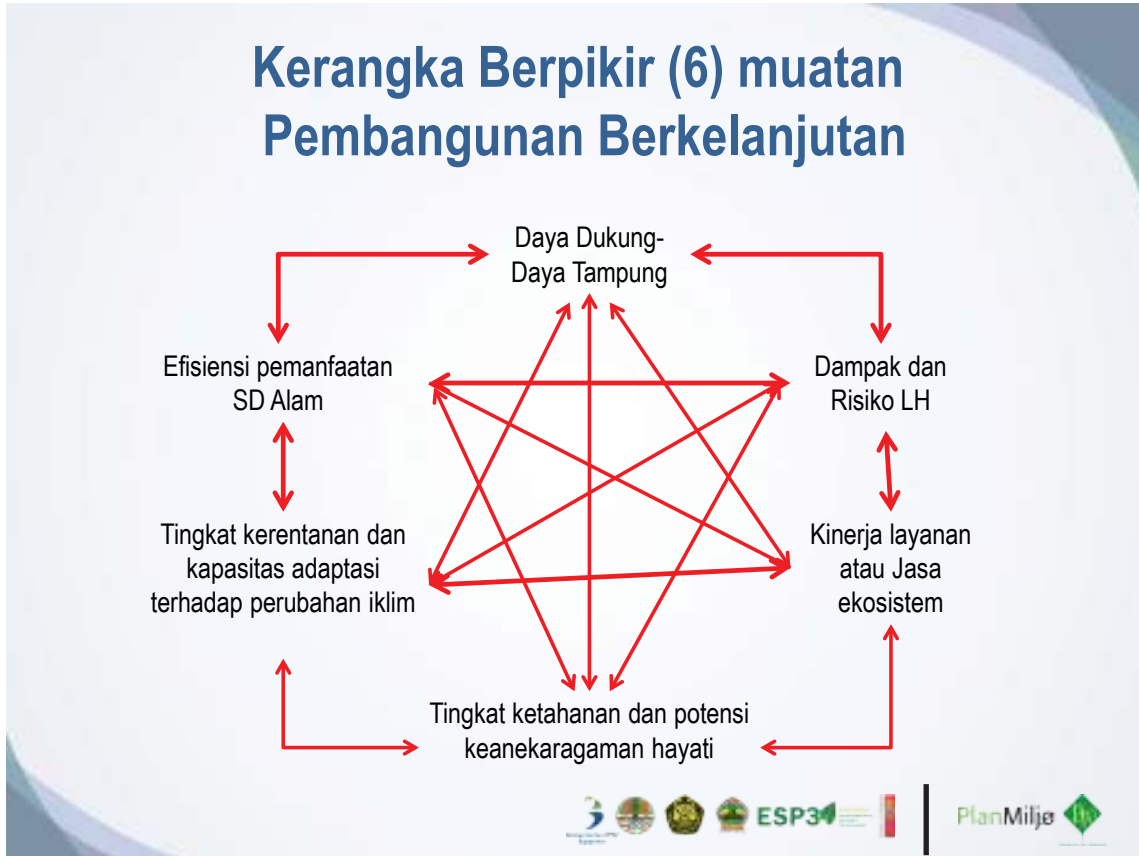 Kerangka Berpikir (6) muatan
Pembangunan Berkelanjutan
Daya Dukung-
Daya Tampung
Efisiensi pemanfaatan
SD Alam
Dampak dan
Risiko LH
Tingkat kerentanan dan
kapasitas adaptasi
terhadap perubahan iklim
Kinerja layanan
atau Jasa
ekosistem
Tingkat ketahanan dan potensi
keanekaragaman hayati
ESP3
PlanMiljø